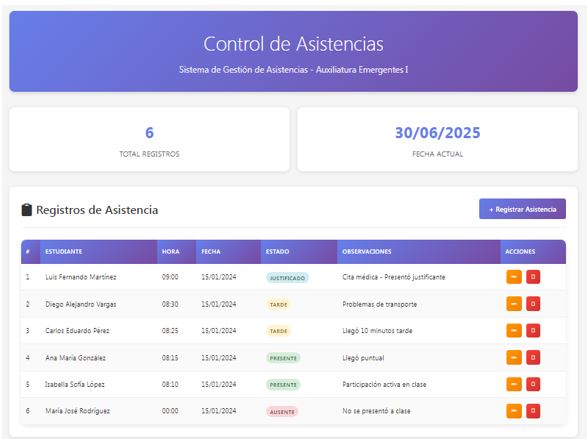 Control de Asistencias
Sistema de Gestión de Asistencias - Auxiliatura Emergentes I
6
TOTAL REGISTROS
30/06/2025
FECHA ACTUAL
Registros de Asistencia
+ Registrar Asistencia
# ESTUDIANTE HORA FECHA ESTADO OBSERVACIONES ACCIONES
1 Luis Fernando Martínez 09:00 15/01/2024 JUSTIFICADO Cita médica - Presentó justificante
2 Diego Alejandro Vargas 08:30 15/01/2024 TARDE Problemas de transporte
3 Carlos Eduardo Pérez 08:25 15/01/2024 TARDE Llegó 10 minutos tarde
4 Ana María González 08:15 15/01/2024 PRESENTE Llegó puntual
5 Isabella Sofía López 08:10 15/01/2024 PRESENTE Participación activa en clase
6 María José Rodríguez 00:00 15/01/2024 AUSENTE No se presentó a clase